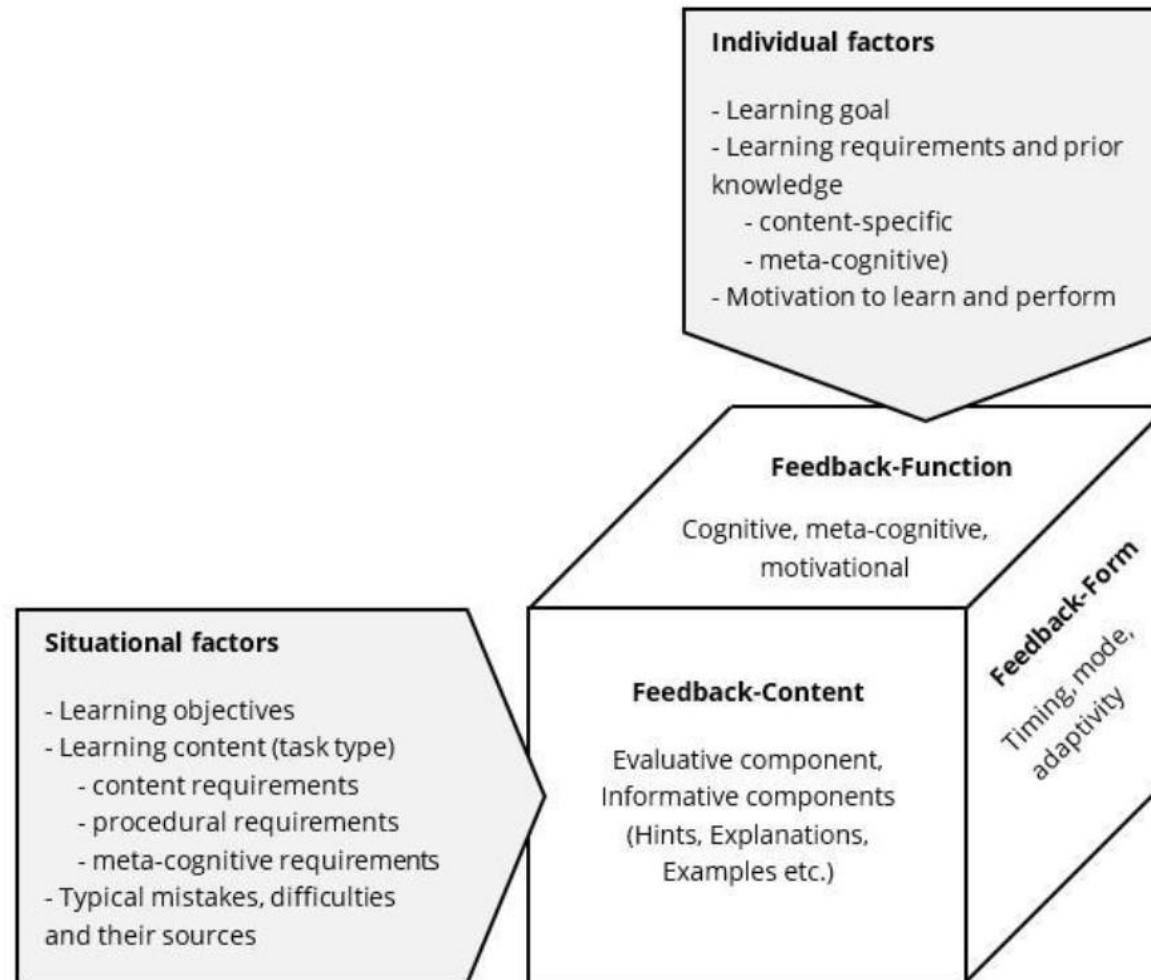 Individual factors
- Learning goal
- Learning requirements and prior
knowledge
- content-specific
- meta-cognitive)
- Motivation to learn and perform
Feedback-Function
Cognitive, meta-cognitive,
motivational
Feedback-Form
Timing, mode,
adaptivity
Situational factors
- Learning objectives
- Learning content (task type)
- content requirements
- procedural requirements
- meta-cognitive requirements
- Typical mistakes, difficulties
and their sources
Feedback-Content
Evaluative component,
Informative components
(Hints, Explanations,
Examples etc.)